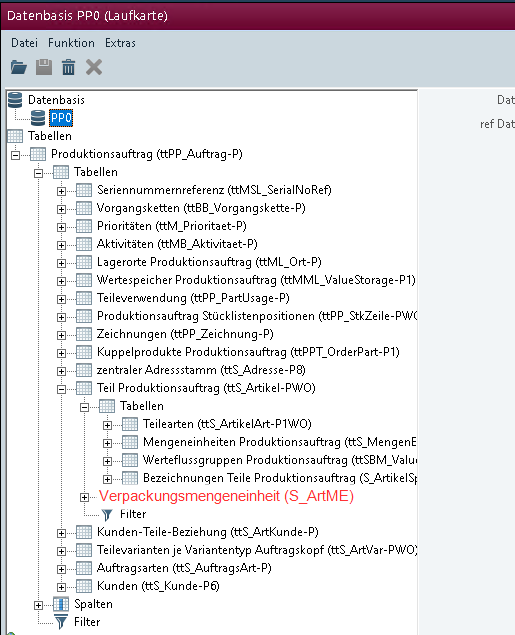 Datenbasis PP0 (Laufkarte)
Datei Funktion Extras
Datenbasis
PP0
Tabellen
Produktionsauftrag (ttPP_Auftrag-P)
Tabellen
Seriennummernreferenz (ttMSL_SerialNoRef)
Vorgangsketten (ttBB_Vorgangskette-P)
Prioritäten (ttM_Prioritaet-P)
Aktivitäten (ttMB_Aktivitaet-P)
Lagerorte Produktionsauftrag (ttML_Ort-P)
Wertespeicher Produktionsauftrag (ttMML_ValueStorage-P1)
Teileverwendung (ttPP_PartUsage-P)
Produktionsauftrag Stücklistenpositionen (ttPP_StkZeile-PWO
Zeichnungen (ttPP_Zeichnung-P)
Kuppelprodukte Produktionsauftrag (ttPPT_OrderPart-P1)
zentraler Adressstamm (ttS_Adresse-P8)
Teil Produktionsauftrag (ttS_Artikel-PWO)
Tabellen
Teilearten (ttS_ArtikelArt-P1WO)
Mengeneinheiten Produktionsauftrag (ttS_MengenE
Werteflussgruppen Produktionsauftrag (ttSBM_Valu
Bezeichnungen Teile Produktionsauftrag (S_ArtikelSp
Verpackungsmengeneinheit (S_ArtME)
Filter
Kunden-Teile-Beziehung (ttS_ArtKunde-P)
Teilevarianten je Variantentyp Auftragskopf (ttS_ArtVar-PWO)
Auftragsarten (ttS_AuftragsArt-P)
Kunden (ttS_Kunde-P6)
Spalten
Filter
Dat
ref Dat